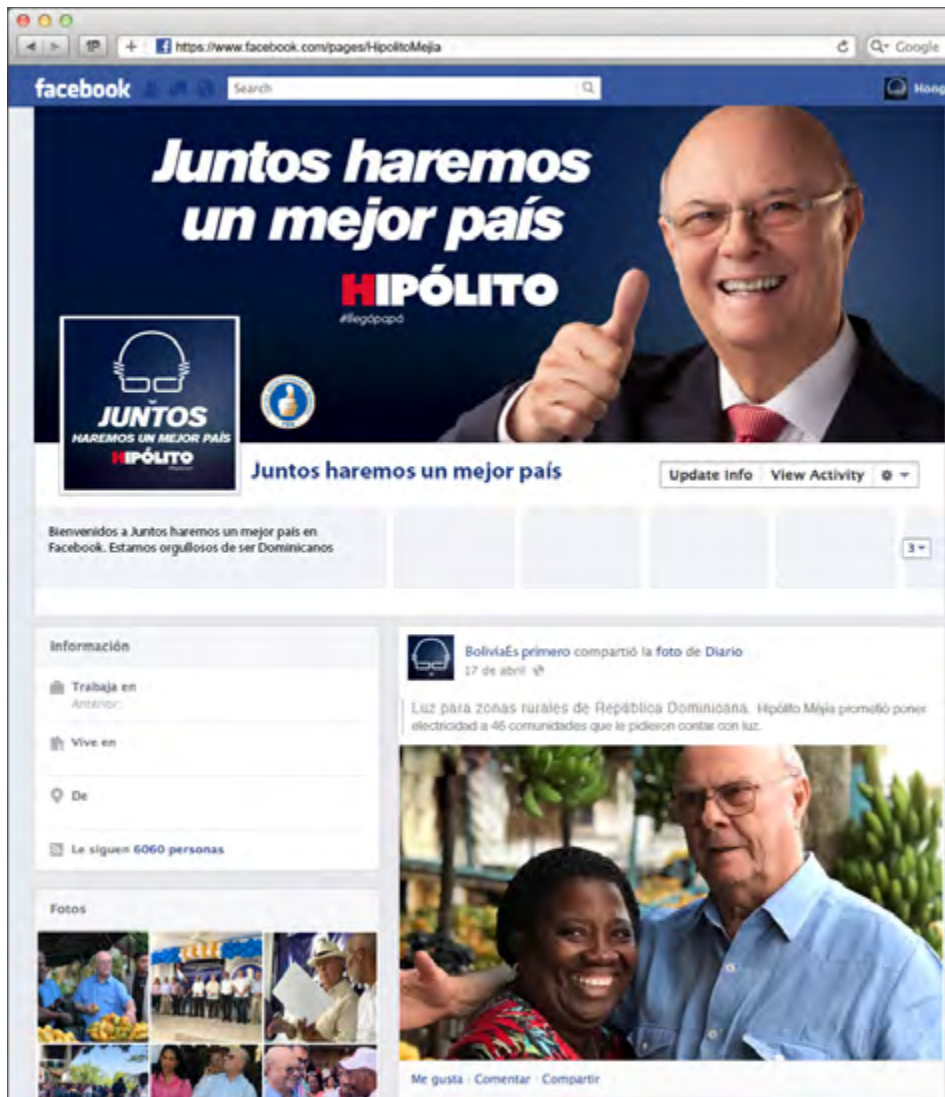 https://www.facebook.com/pages/HipolitoMejia
Google
facebook
Search
Hong
Juntos haremos
un mejor país
HIPÓLITO
#llegópapá
JUNTOS
HAREMOS UN MEJOR PAÍS
HIPÓLITO
Juntos haremos un mejor país
Update Info View Activity
Bienvenidos a Juntos haremos un mejor país en
Facebook. Estamos orgullosos de ser Dominicanos
3
Información
Trabaja en
Anterior:
Vive en
De
Le siguen 6060 personas
Fotos
BoliviaEs primero compartió la foto de Diario
17 de abril
Luz para zonas rurales de República Dominicana. Hipólito Mejía prometió poner
electricidad a 46 comunidades que le pidieron contar con luz.
Me gusta · Comentar · Compartir